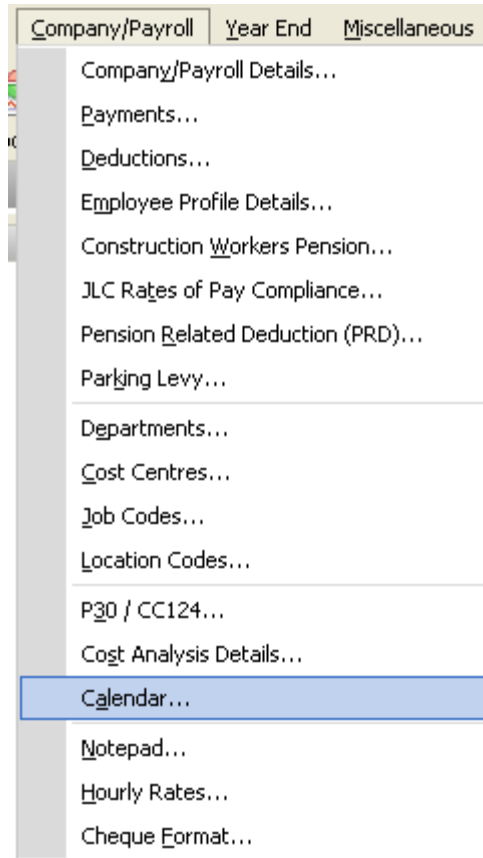 Company/Payroll Year End Miscellaneous
Company/Payroll Details...
Payments...
Deductions...
Employee Profile Details...
Construction Workers Pension...
JLC Rates of Pay Compliance...
Pension Related Deduction (PRD)...
Parking Levy...
Departments...
Cost Centres...
Job Codes...
Location Codes...
P30 / CC124...
Cost Analysis Details...
Calendar...
Notepad...
Hourly Rates...
Cheque Format...